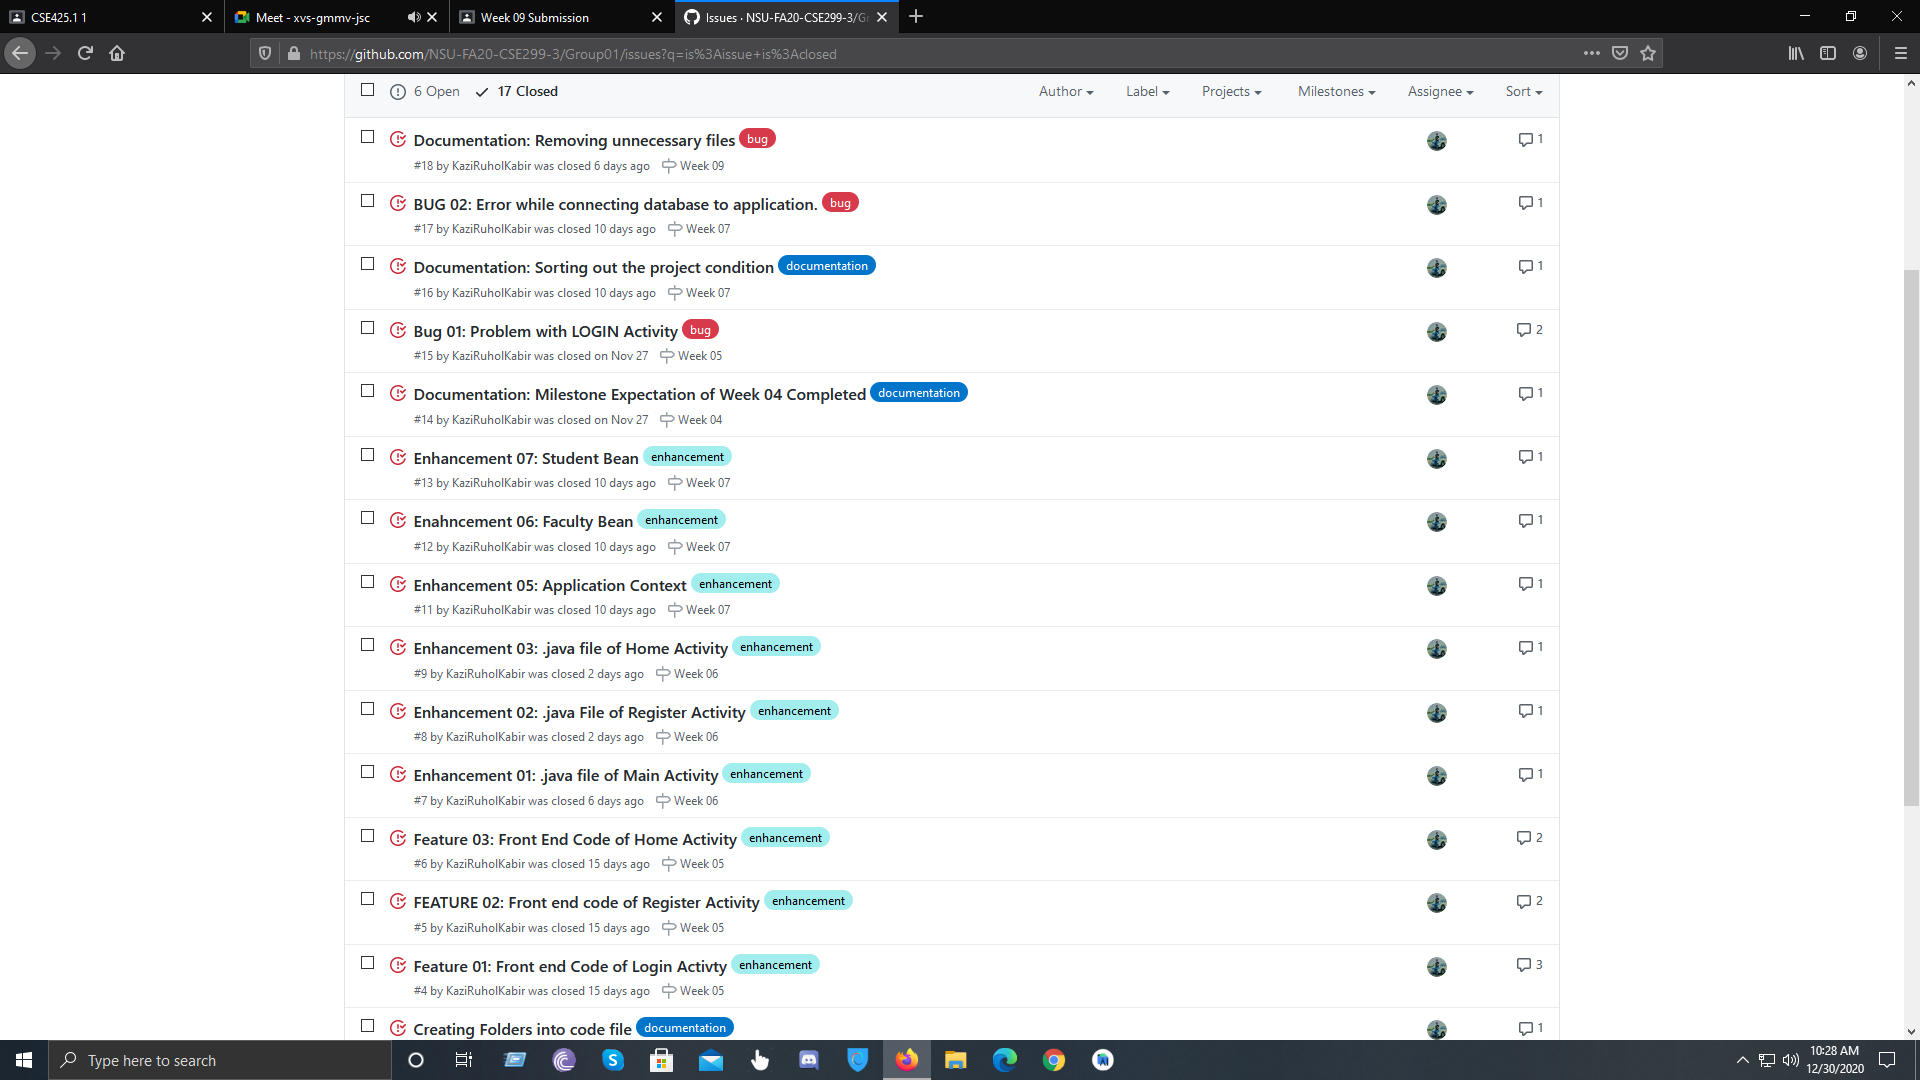 CSE425.1 1
Meet - xvs-gmmv-jsc
Week 09 Submission
Issues · NSU-FA20-CSE299-3/Gr
https://github.com/NSU-FA20-CSE299-3/Group01/issues?q=is%3Aissue+is%3Aclosed
6 Open 17 Closed Author Label Projects Milestones Assignee Sort
Documentation: Removing unnecessary files bug 1
#18 by KaziRuholKabir was closed 6 days ago Week 09
BUG 02: Error while connecting database to application. bug 1
#17 by KaziRuholKabir was closed 10 days ago Week 07
Documentation: Sorting out the project condition documentation 1
#16 by KaziRuholKabir was closed 10 days ago Week 07
Bug 01: Problem with LOGIN Activity bug 2
#15 by KaziRuholKabir was closed on Nov 27 Week 05
Documentation: Milestone Expectation of Week 04 Completed documentation 1
#14 by KaziRuholKabir was closed on Nov 27 Week 04
Enhancement 07: Student Bean enhancement 1
#13 by KaziRuholKabir was closed 10 days ago Week 07
Enahncement 06: Faculty Bean enhancement 1
#12 by KaziRuholKabir was closed 10 days ago Week 07
Enhancement 05: Application Context enhancement 1
#11 by KaziRuholKabir was closed 10 days ago Week 07
Enhancement 03: .java file of Home Activity enhancement 1
#9 by KaziRuholKabir was closed 2 days ago Week 06
Enhancement 02: .java File of Register Activity enhancement 1
#8 by KaziRuholKabir was closed 2 days ago Week 06
Enhancement 01: .java file of Main Activity enhancement 1
#7 by KaziRuholKabir was closed 6 days ago Week 06
Feature 03: Front End Code of Home Activity enhancement 2
#6 by KaziRuholKabir was closed 15 days ago Week 05
FEATURE 02: Front end code of Register Activity enhancement 2
#5 by KaziRuholKabir was closed 15 days ago Week 05
Feature 01: Front end Code of Login Activty enhancement 3
#4 by KaziRuholKabir was closed 15 days ago Week 05
Creating Folders into code file documentation 1
Type here to search
10:28 AM
12/30/2020